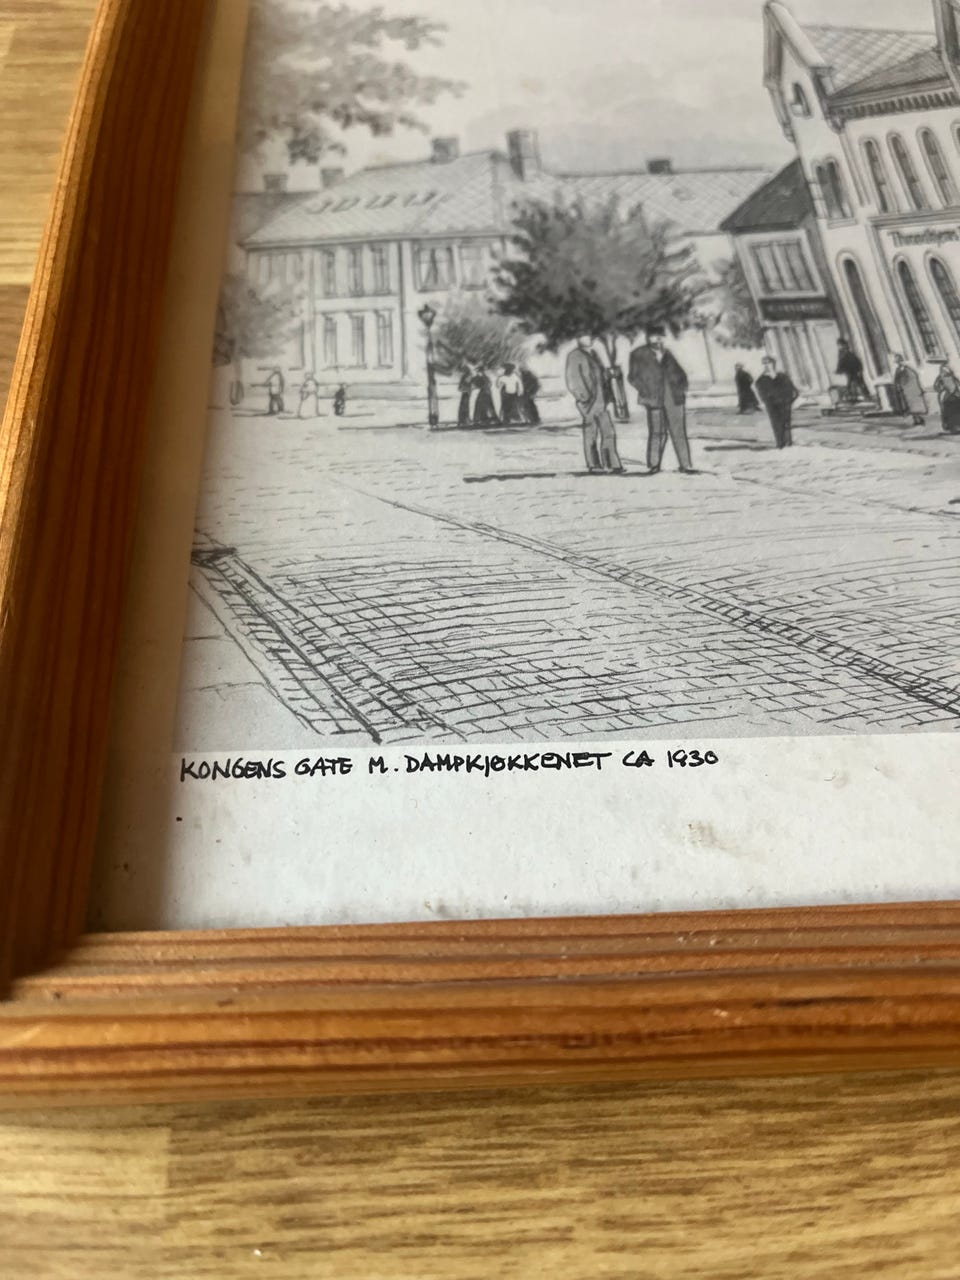 KONGENS GATE M. DAMPKJØKKENET CA 1930